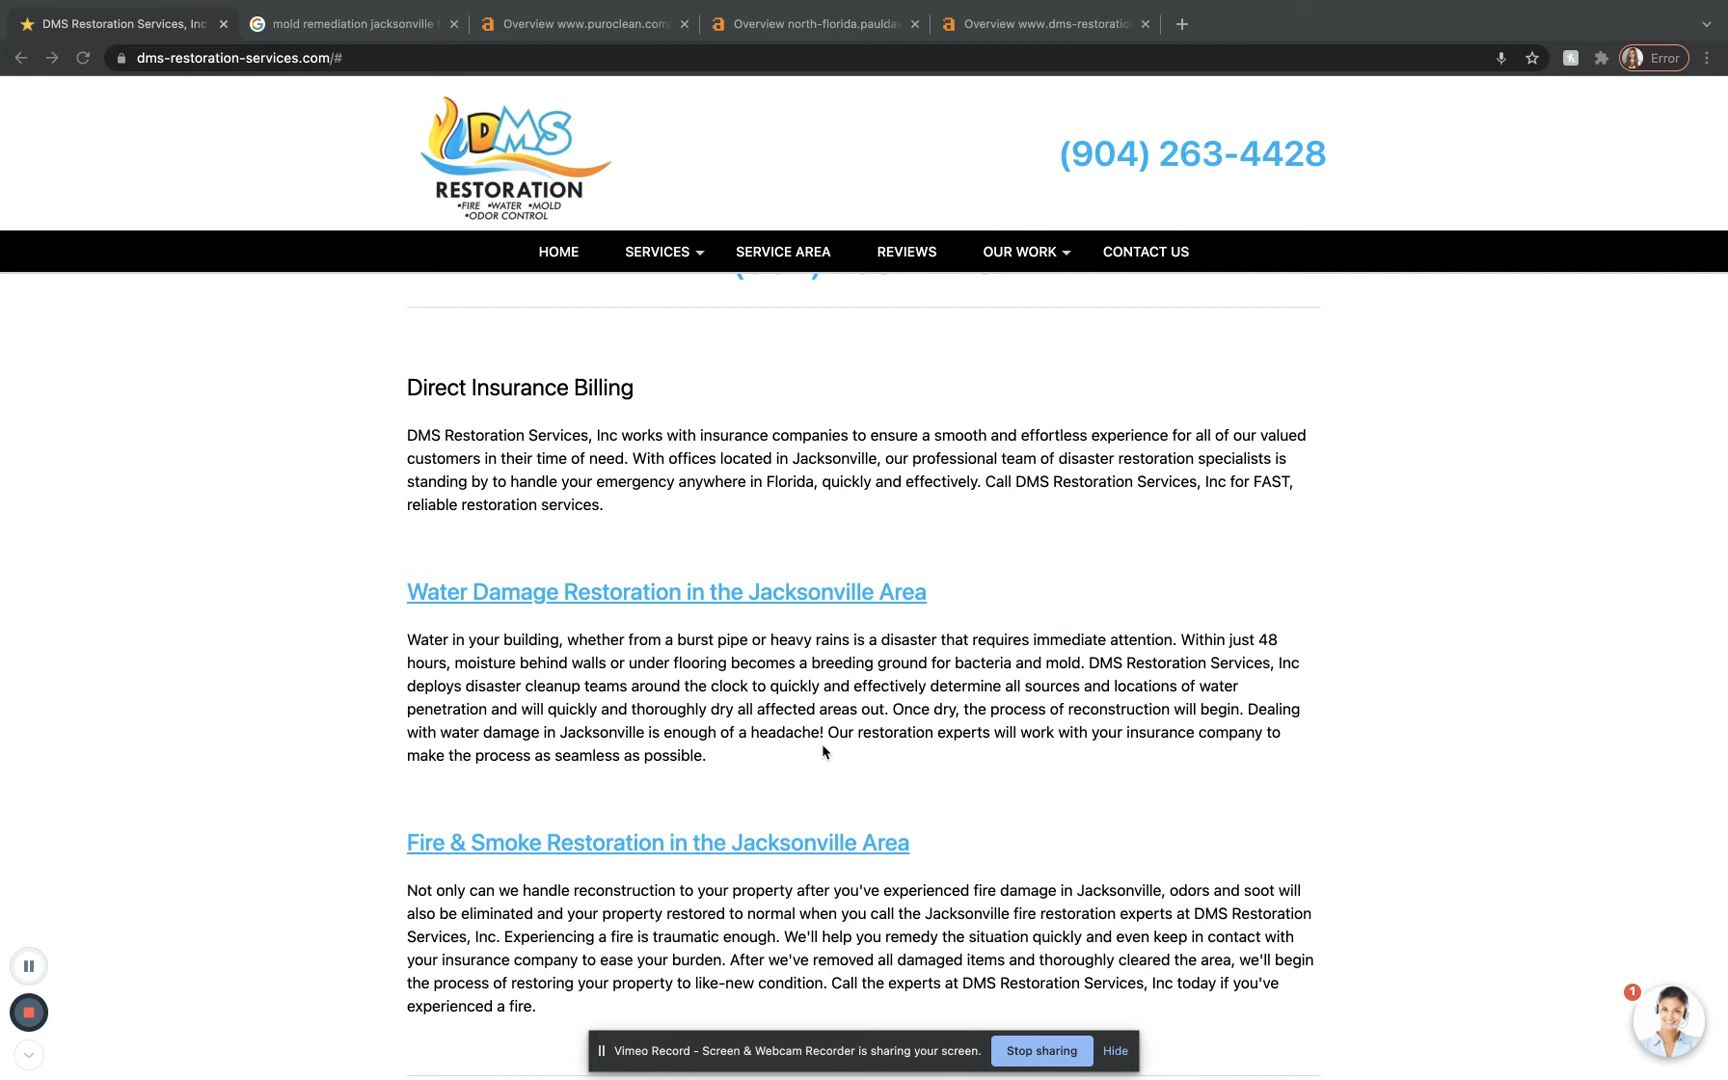 DMS Restoration Services, Inc
mold remediation jacksonville
Overview www.puroclean.com
Overview north-florida.paulda
Overview www.dms-restoratio
dms-restoration-services.com/#
Error
DMS
RESTORATION
•FIRE •WATER •MOLD
•ODOR CONTROL
(904) 263-4428
HOME
SERVICES
SERVICE AREA
REVIEWS
OUR WORK
CONTACT US
Direct Insurance Billing
DMS Restoration Services, Inc works with insurance companies to ensure a smooth and effortless experience for all of our valued
customers in their time of need. With offices located in Jacksonville, our professional team of disaster restoration specialists is
standing by to handle your emergency anywhere in Florida, quickly and effectively. Call DMS Restoration Services, Inc for FAST,
reliable restoration services.
Water Damage Restoration in the Jacksonville Area
Water in your building, whether from a burst pipe or heavy rains is a disaster that requires immediate attention. Within just 48
hours, moisture behind walls or under flooring becomes a breeding ground for bacteria and mold. DMS Restoration Services, Inc
deploys disaster cleanup teams around the clock to quickly and effectively determine all sources and locations of water
penetration and will quickly and thoroughly dry all affected areas out. Once dry, the process of reconstruction will begin. Dealing
with water damage in Jacksonville is enough of a headache! Our restoration experts will work with your insurance company to
make the process as seamless as possible.
Fire & Smoke Restoration in the Jacksonville Area
Not only can we handle reconstruction to your property after you've experienced fire damage in Jacksonville, odors and soot will
also be eliminated and your property restored to normal when you call the Jacksonville fire restoration experts at DMS Restoration
Services, Inc. Experiencing a fire is traumatic enough. We'll help you remedy the situation quickly and even keep in contact with
your insurance company to ease your burden. After we've removed all damaged items and thoroughly cleared the area, we'll begin
the process of restoring your property to like-new condition. Call the experts at DMS Restoration Services, Inc today if you've
experienced a fire.
1
Vimeo Record - Screen & Webcam Recorder is sharing your screen.
Stop sharing
Hide